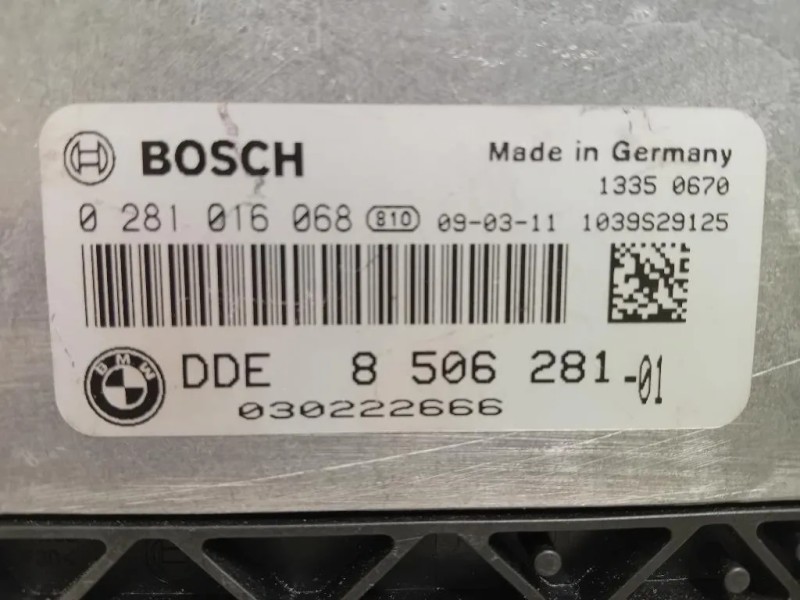 BOSCH Made in Germany
1335 0670
0 281 016 068 810 09-03-11 1039S29125
BMW DDE 8 506 281-01
030222666